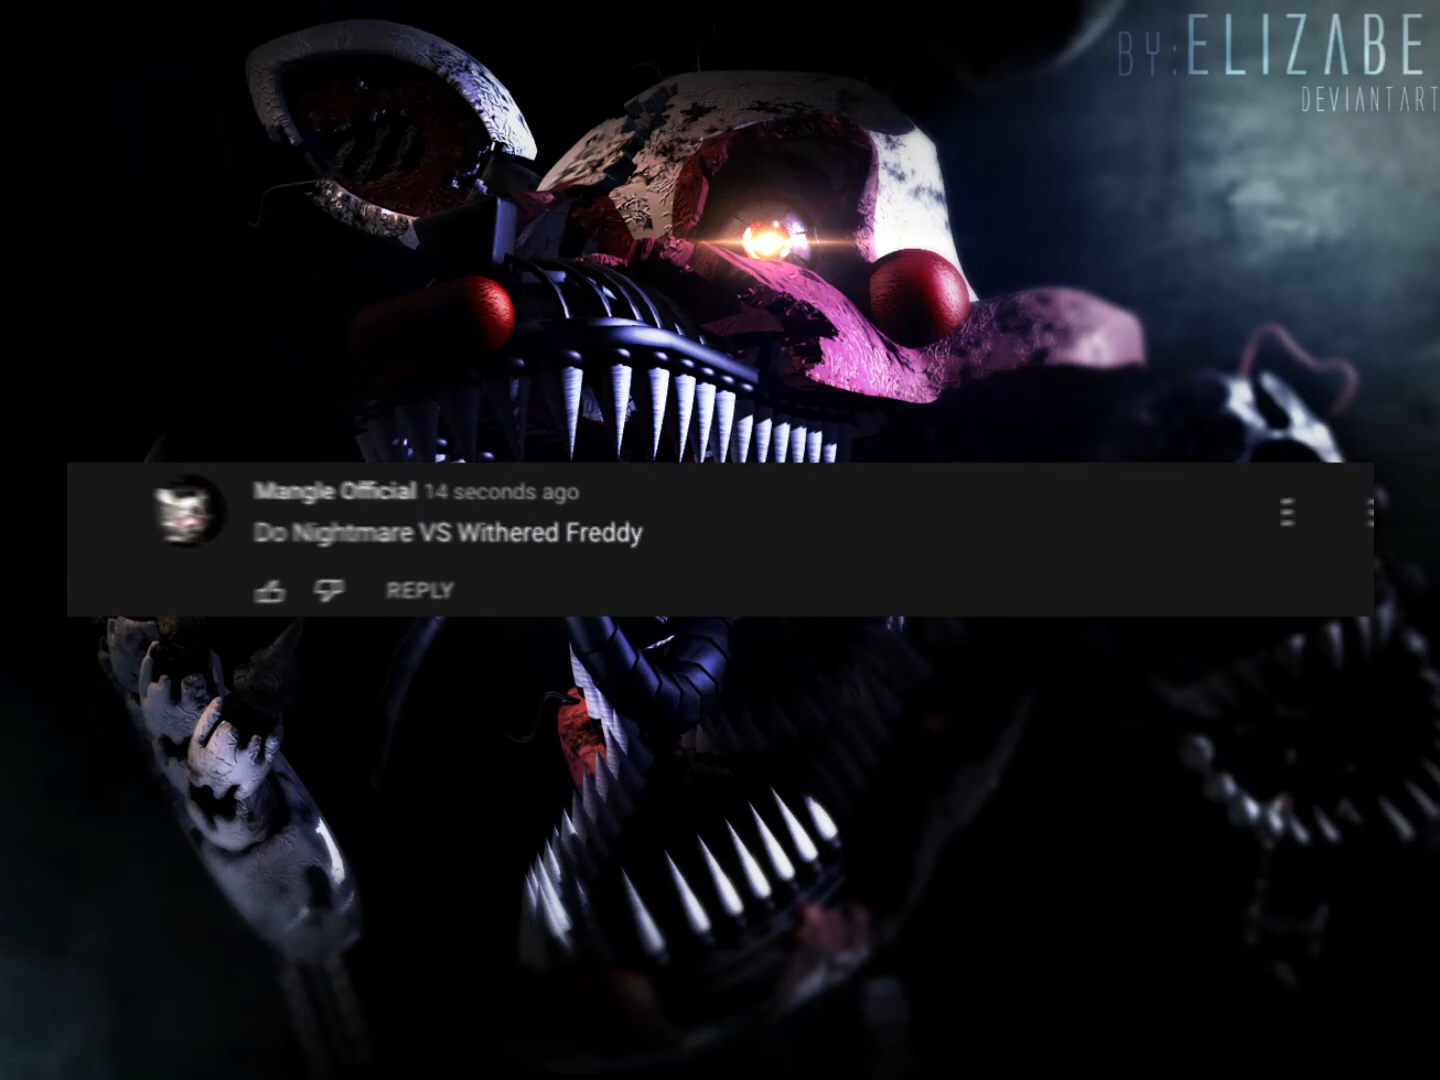 BY:ELIZABE
DEVIANTART
Mangle Official 14 seconds ago
Do Nightmare VS Withered Freddy
REPLY